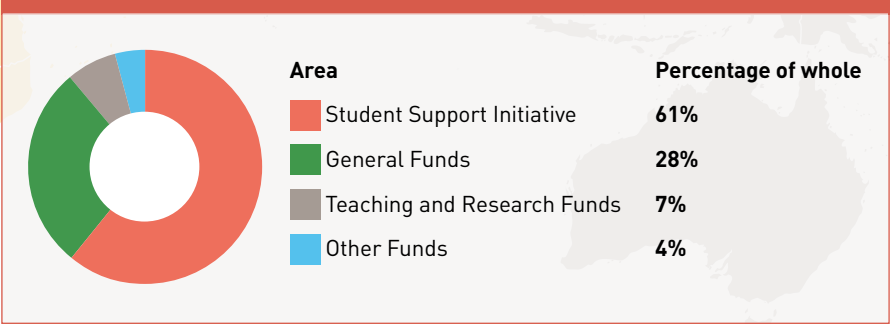 Area Percentage of whole
Student Support Initiative 61%
General Funds 28%
Teaching and Research Funds 7%
Other Funds 4%